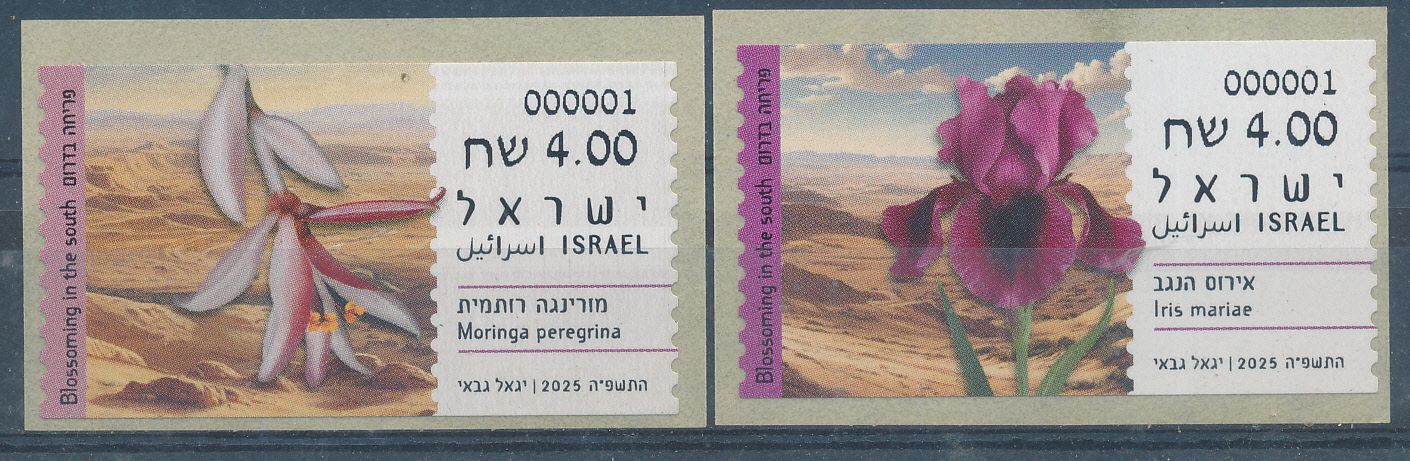 Blossoming in the south פריחה בדרום
000001
4.00 שח
ישראל
اسرائيل ISRAEL
מורינגה רותמית
Moringa peregrina
התשפ"ה 2025 | יגאל גבאי
Blossoming in the south פריחה בדרום
000001
4.00 שח
ישראל
اسرائيل ISRAEL
אירוס הנגב
Iris mariae
התשפ"ה 2025 | יגאל גבאי